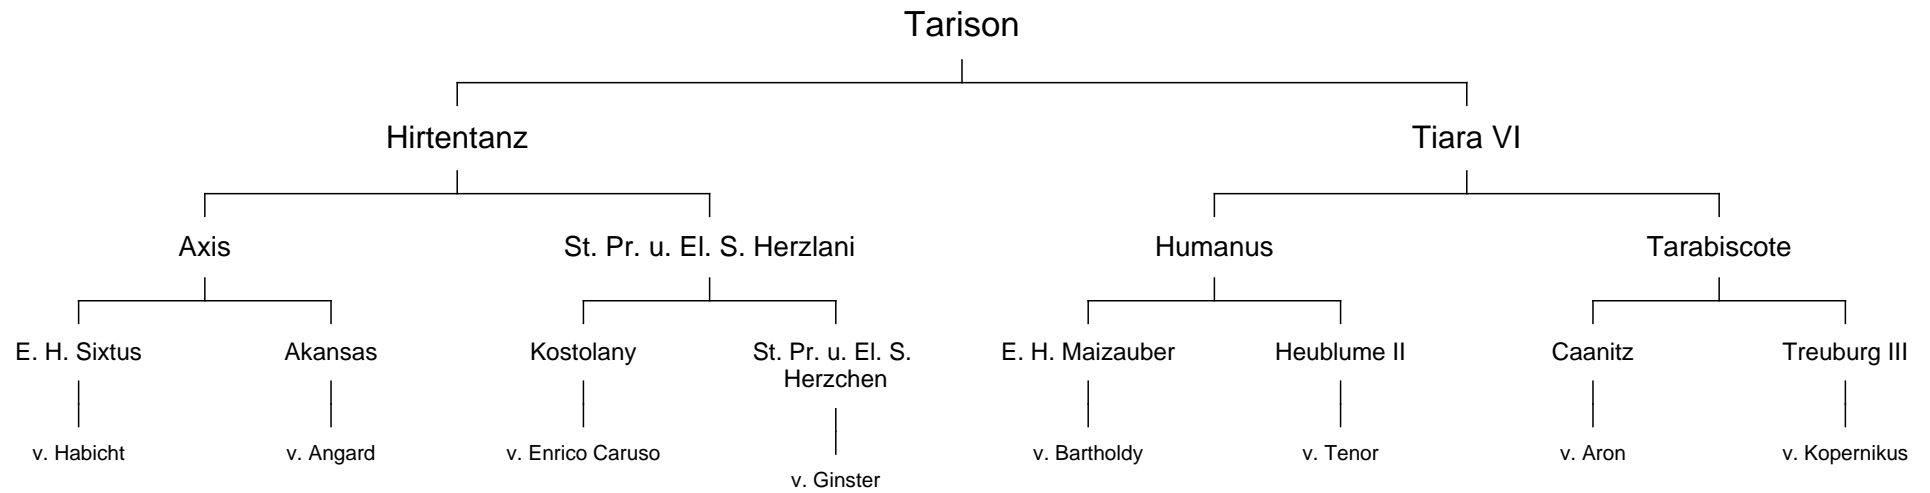 Tarison
Hirtentanz
Tiara VI
Axis
St. Pr. u. El. S. Herzlani
Humanus
Tarabiscote
E. H. Sixtus
Akansas
Kostolany
St. Pr. u. El. S.
Herzchen
E. H. Maizauber
Heublume II
Caanitz
Treuburg III
v. Habicht
v. Angard
v. Enrico Caruso
v. Ginster
v. Bartholdy
v. Tenor
v. Aron
v. Kopernikus